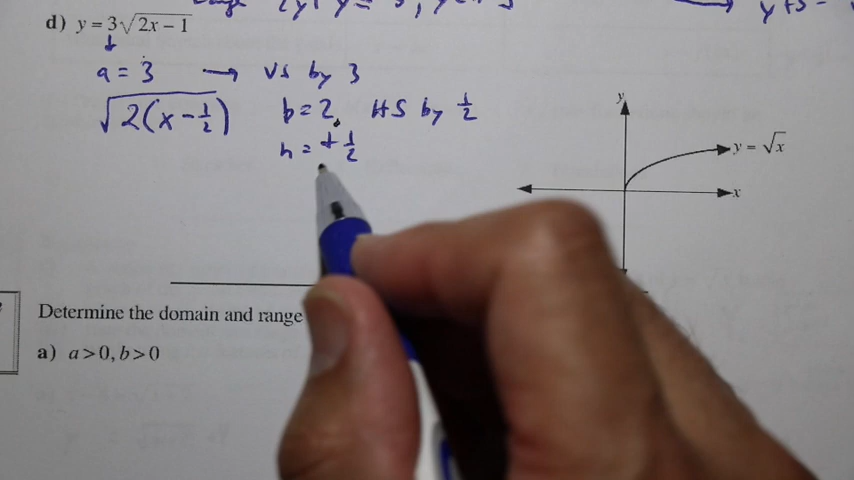 y + 3
d) y = 3√(2x − 1)
a = 3 → VS by 3
√(2(x − 1/2)) b = 2, HS by 1/2
h = + 1/2
y
y = √x
x
Determine the domain and range
a) a > 0, b > 0